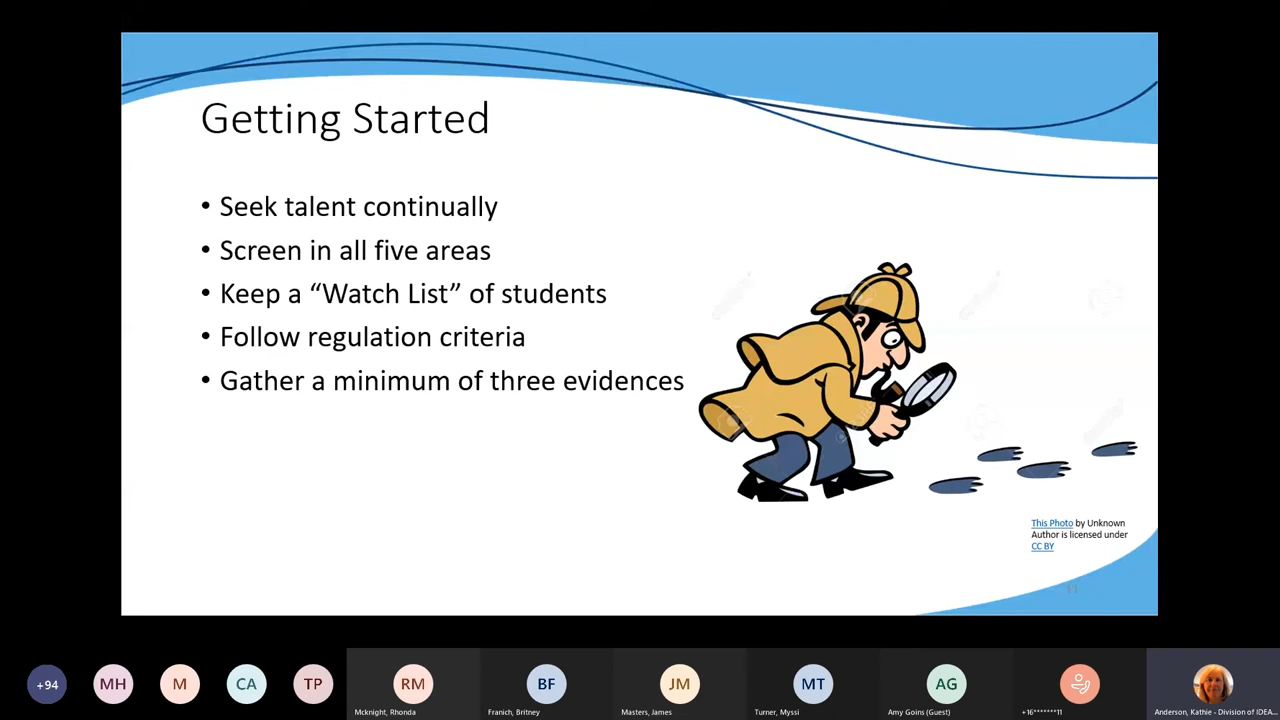 Getting Started
• Seek talent continually
• Screen in all five areas
• Keep a “Watch List” of students
• Follow regulation criteria
• Gather a minimum of three evidences
This Photo by Unknown
Author is licensed under
CC BY
+94
MH
M
CA
TP
RM
BF
JM
MT
AG
Mcknight, Rhonda
Franich, Britney
Masters, James
Turner, Myssi
Amy Goins (Guest)
+16*******11
Anderson, Kathie - Division of IDEA...